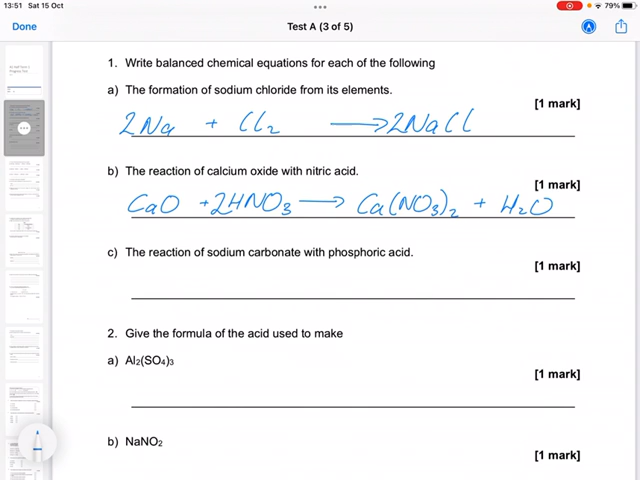 13:51 Sat 15 Oct
79%
Done
Test A (3 of 5)
1. Write balanced chemical equations for each of the following
a) The formation of sodium chloride from its elements.
[1 mark]
2Na + Cl₂ ⟶ 2NaCl
b) The reaction of calcium oxide with nitric acid.
[1 mark]
CaO + 2HNO₃ ⟶ Ca(NO₃)₂ + H₂O
c) The reaction of sodium carbonate with phosphoric acid.
[1 mark]
2. Give the formula of the acid used to make
a) Al₂(SO₄)₃
[1 mark]
b) NaNO₂
[1 mark]